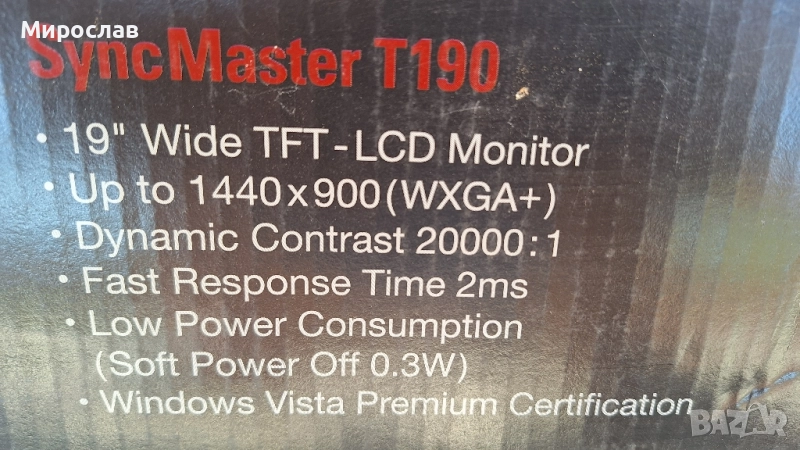 Мирослав
SyncMaster T190
• 19" Wide TFT-LCD Monitor
• Up to 1440x900(WXGA+)
• Dynamic Contrast 20000:1
• Fast Response Time 2ms
• Low Power Consumption
(Soft Power Off 0.3W)
• Windows Vista Premium Certification
BAZAR